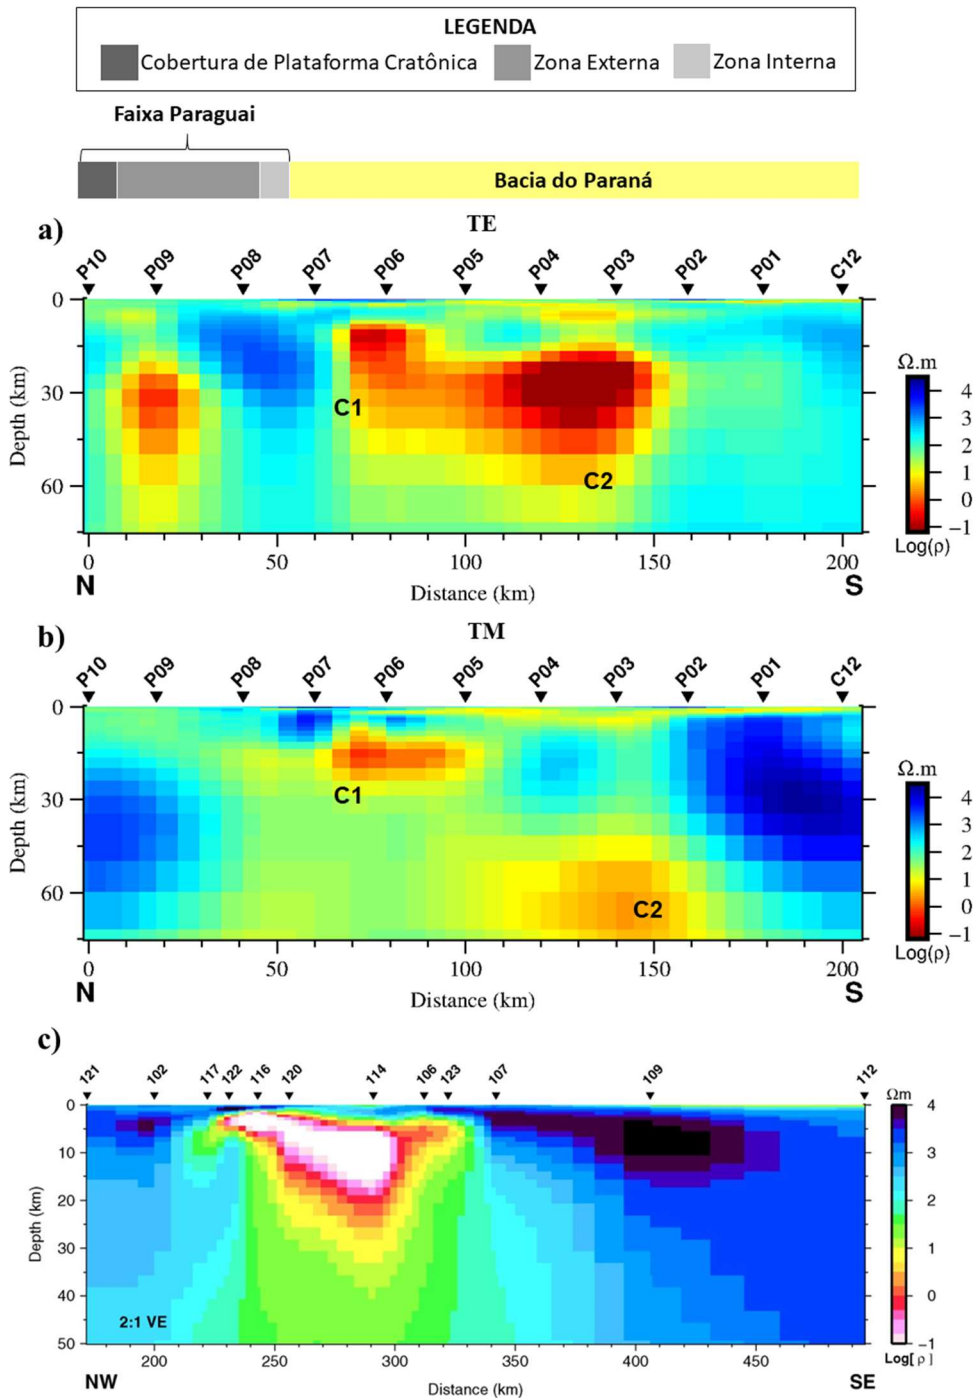 LEGENDA
Cobertura de Plataforma Cratônica Zona Externa Zona Interna
Faixa Paraguai
Bacia do Paraná
a)
TE
P10 P09 P08 P07 P06 P05 P04 P03 P02 P01 C12
0
30
60
Depth (km)
C1
C2
Ω.m
4
3
2
1
0
−1
Log(ρ)
0 50 100 150 200
N S
Distance (km)
b)
TM
P10 P09 P08 P07 P06 P05 P04 P03 P02 P01 C12
0
30
60
Depth (km)
C1
C2
Ω.m
4
3
2
1
0
−1
Log(ρ)
0 50 100 150 200
N S
Distance (km)
c)
121 102 117 122 116 120 114 106 123 107 109 112
0
10
20
30
40
50
Depth (km)
2:1 VE
Ωm
4
3
2
1
0
-1
Log[ρ]
200 250 300 350 400 450
NW SE
Distance (km)